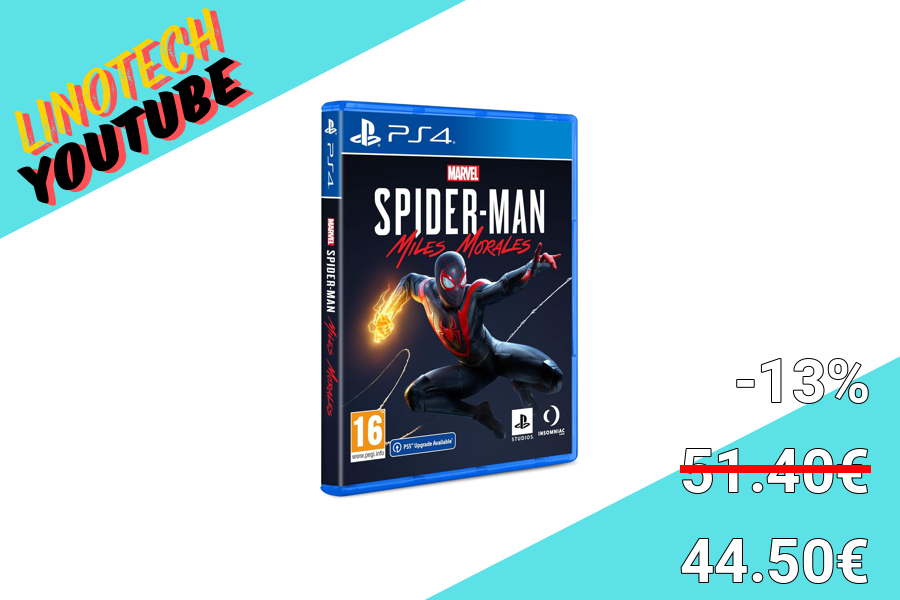 LINOTECH
YOUTUBE
PS4
PS4
MARVEL
SPIDER-MAN
MILES MORALES
MARVEL SPIDER-MAN MILES MORALES
16
www.pegi.info
PS5 Upgrade Available
STUDIOS
INSOMNIAC
-13%
51.40€
44.50€